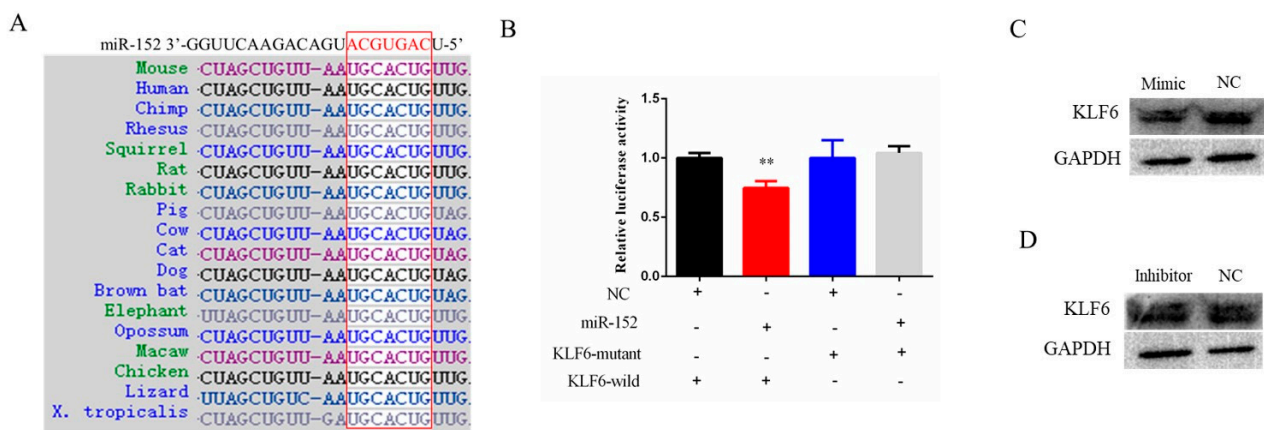 A
miR-152 3’-GGUUCAAGACAGUACGUGACU-5’
Mouse ·CUAGCUGUU-AAUGCACUGUUG.
Human ·CUAGCUGUU-AAUGCACUGUUG.
Chimp ·CUAGCUGUU-AAUGCACUGUUG.
Rhesus ·CUAGCUGUU-AAUGCACUGUUG.
Squirrel ·CUAGCUGUU-AAUGCACUGUUG.
Rat ·CUAGCUGUU-AAUGCACUGUUG.
Rabbit ·CUAGCUGUU-AAUGCACUGUUG.
Pig ·CUAGCUGUU-AAUGCACUGUAG.
Cow ·CUAGCUGUU-AAUGCACUGUAG.
Cat ·CUAGCUGUU-AAUGCACUGUAG.
Dog ·CUAGCUGUU-AAUGCACUGUAG.
Brown bat ·CUAGCUGUU-AAUGCACUGUAG.
Elephant ·UUAGCUGUU-AAUGCACUGUUG.
Opossum ·CUAGCUGUU-AAUGCACUGUUG.
Macaw ·CUAGCUGUU-AAUGCACUGUUG.
Chicken ·CUAGCUGUU-AAUGCACUGUUG.
Lizard ·UUAGCUGUC-AAUGCACUGUUG.
X. tropicalis ·CUAGCUGUU-GAUGCACUGUUG.
B
Relative luciferase activity
1.5
1.0
0.5
0.0
**
NC + - + -
miR-152 - + - +
KLF6-mutant - - + +
KLF6-wild + + - -
C
Mimic NC
KLF6
GAPDH
D
Inhibitor NC
KLF6
GAPDH